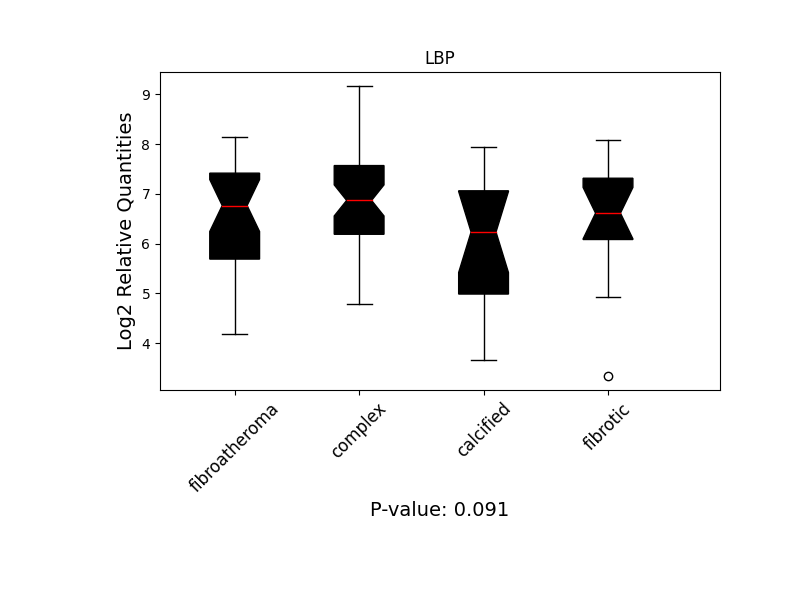 LBP
Log2 Relative Quantities
9
8
7
6
5
4
fibroatheroma
complex
calcified
fibrotic
P-value: 0.091